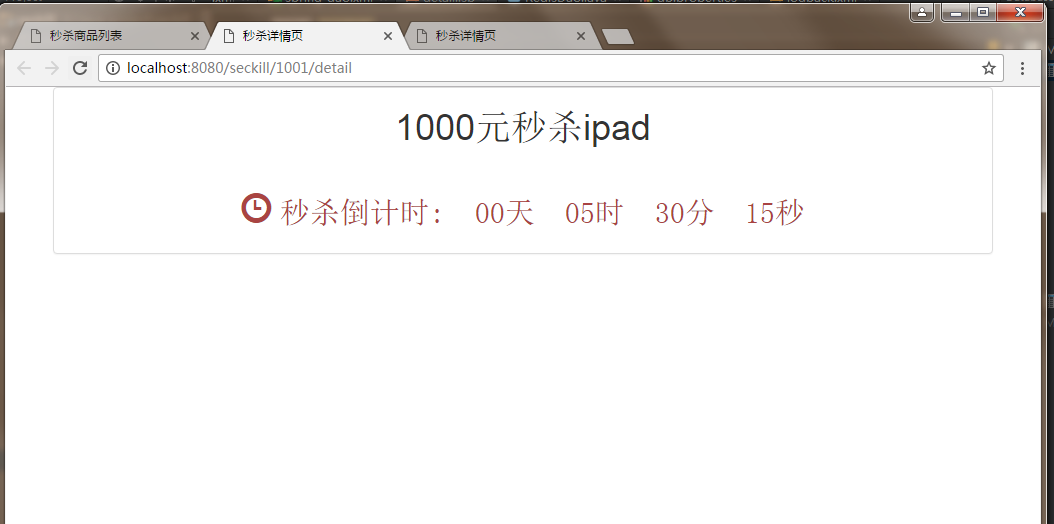 秒杀商品列表
秒杀详情页
秒杀详情页
localhost:8080/seckill/1001/detail
1000元秒杀ipad
秒杀倒计时: 00天 05时 30分 15秒